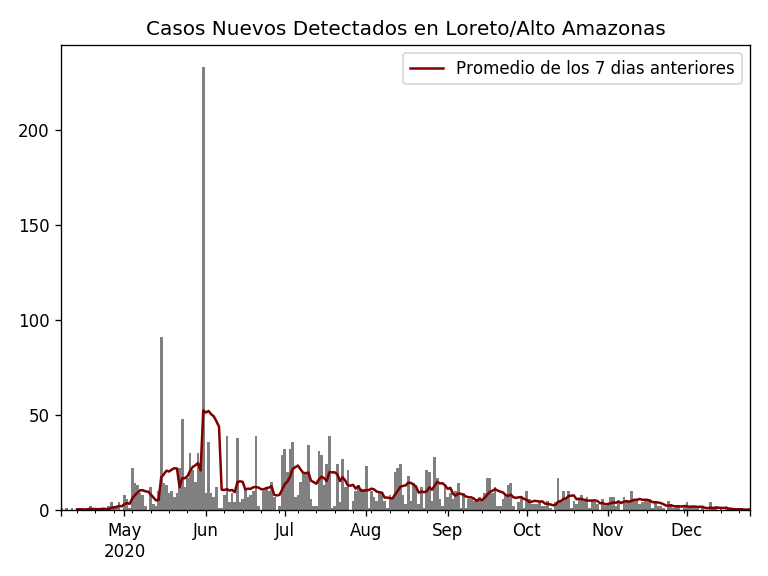 Casos Nuevos Detectados en Loreto/Alto Amazonas
Promedio de los 7 dias anteriores
200
150
100
50
0
May Jun Jul Aug Sep Oct Nov Dec
2020